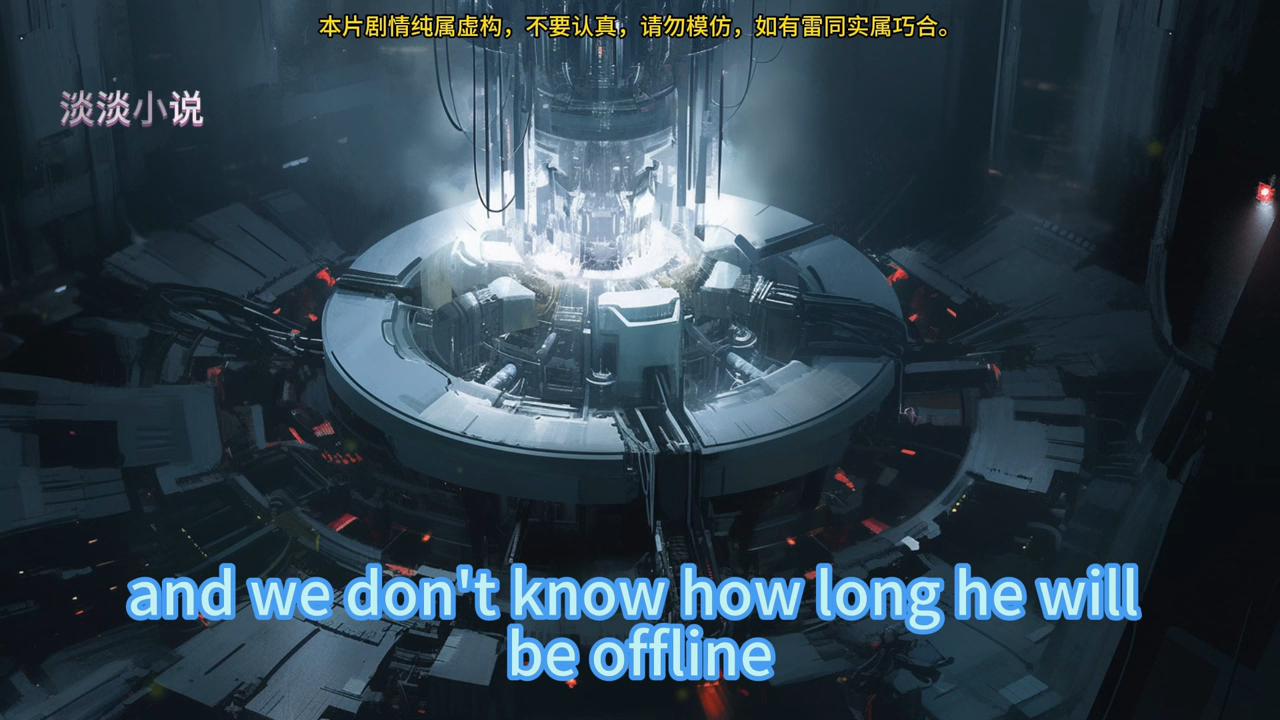 本片剧情纯属虚构，不要认真，请勿模仿，如有雷同实属巧合。
淡淡小说
and we don't know how long he will
be offline